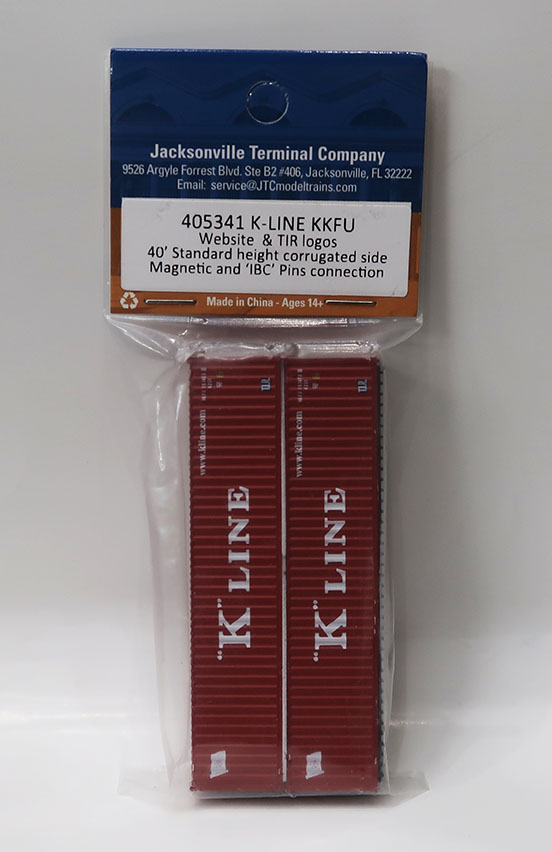 Jacksonville Terminal Company
9526 Argyle Forrest Blvd. Ste B2 #406, Jacksonville, FL 32222
Email: service@JTCmodeltrains.com
405341 K-LINE KKFU
Website & TIR logos
40' Standard height corrugated side
Magnetic and 'IBC' Pins connection
Made in China - Ages 14+
www.kline.com
"K" LINE
www.kline.com
"K" LINE